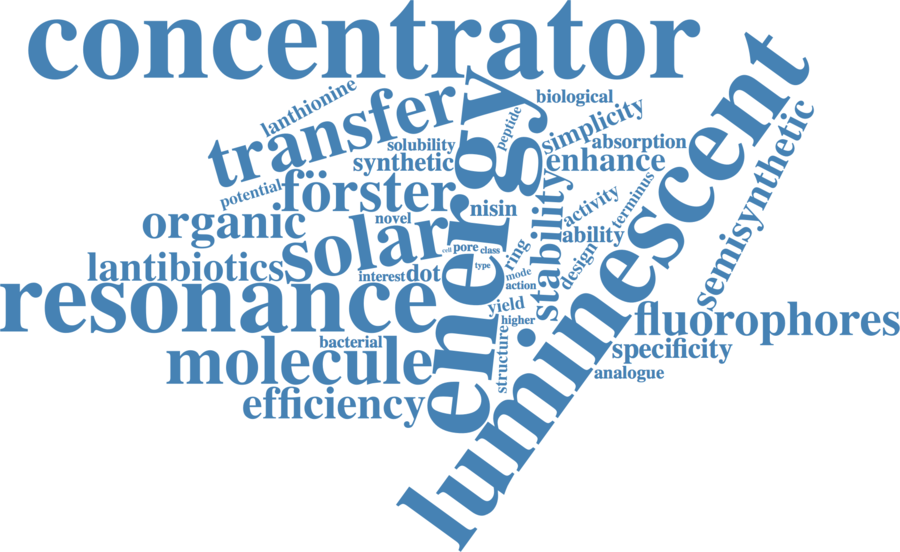 concentrator
luminescent
energy
resonance
transfer
solar
molecule
förster
organic
lantibiotics
efficiency
fluorophores
semisynthetic
stability
specificity
analogue
simplicity
biological
absorption
enhance
lanthionine
peptide
solubility
synthetic
potential
novel
nisin
activity
terminus
ability
design
ring
cell
pore
class
type
mode
action
interest
dot
yield
higher
structure
bacterial